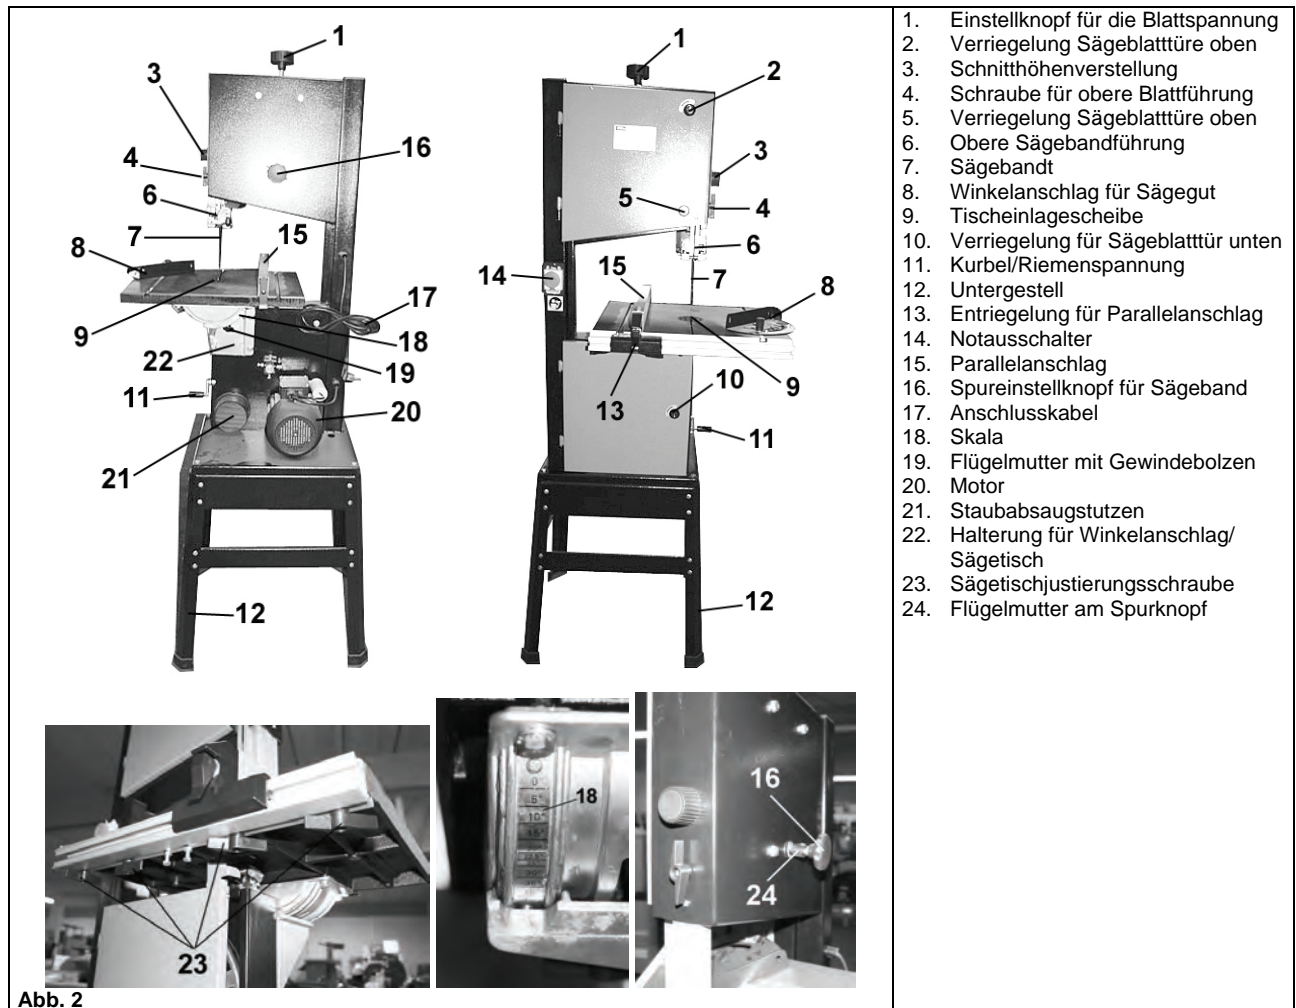 1
3
4
16
6
7
15
8
9
17
18
22
19
11
20
21
12
1
2
3
5
4
6
14
15
7
8
10
9
13
11
12
0°
5°
10°
18
16
24
23
Abb. 2
1. Einstellknopf für die Blattspannung
2. Verriegelung Sägeblatttüre oben
3. Schnitthöhenverstellung
4. Schraube für obere Blattführung
5. Verriegelung Sägeblatttüre oben
6. Obere Sägebandführung
7. Sägebandt
8. Winkelanschlag für Sägegut
9. Tischeinlagescheibe
10. Verriegelung für Sägeblatttür unten
11. Kurbel/Riemenspannung
12. Untergestell
13. Entriegelung für Parallelanschlag
14. Notausschalter
15. Parallelanschlag
16. Spureinstellknopf für Sägeband
17. Anschlusskabel
18. Skala
19. Flügelmutter mit Gewindebolzen
20. Motor
21. Staubabsaugstutzen
22. Halterung für Winkelanschlag/
Sägetisch
23. Sägetischjustierungsschraube
24. Flügelmutter am Spurknopf